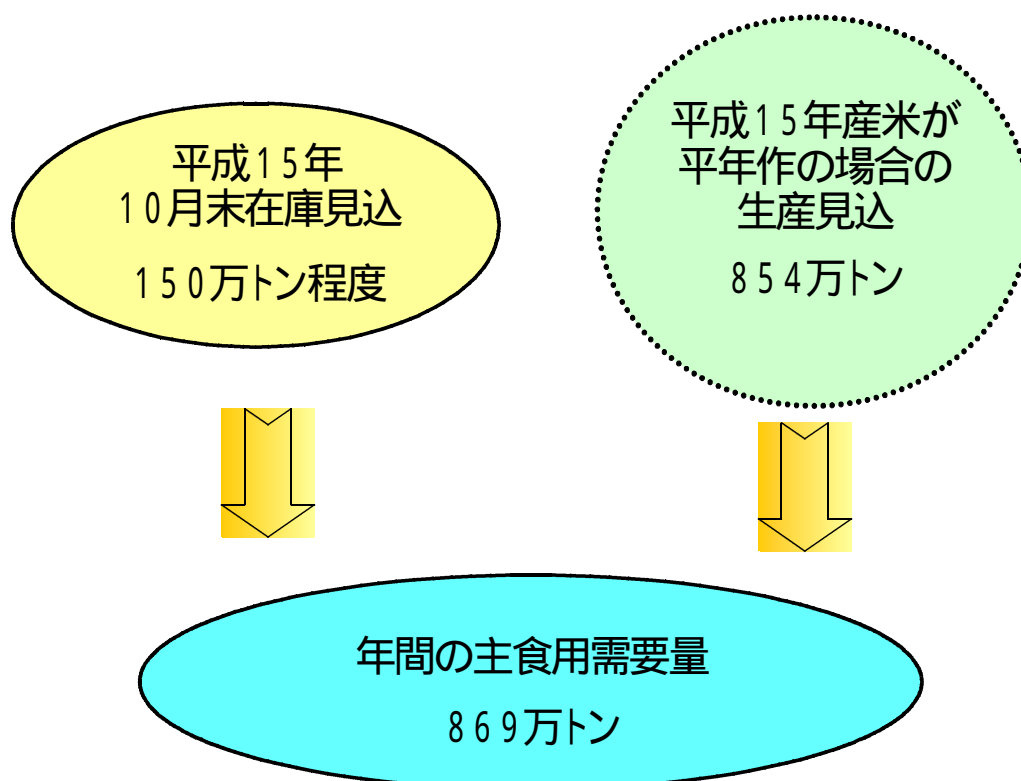 平成15年
10月末在庫見込
150万トン程度
平成15年産米が
平年作の場合の
生産見込
854万トン
年間の主食用需要量
869万トン